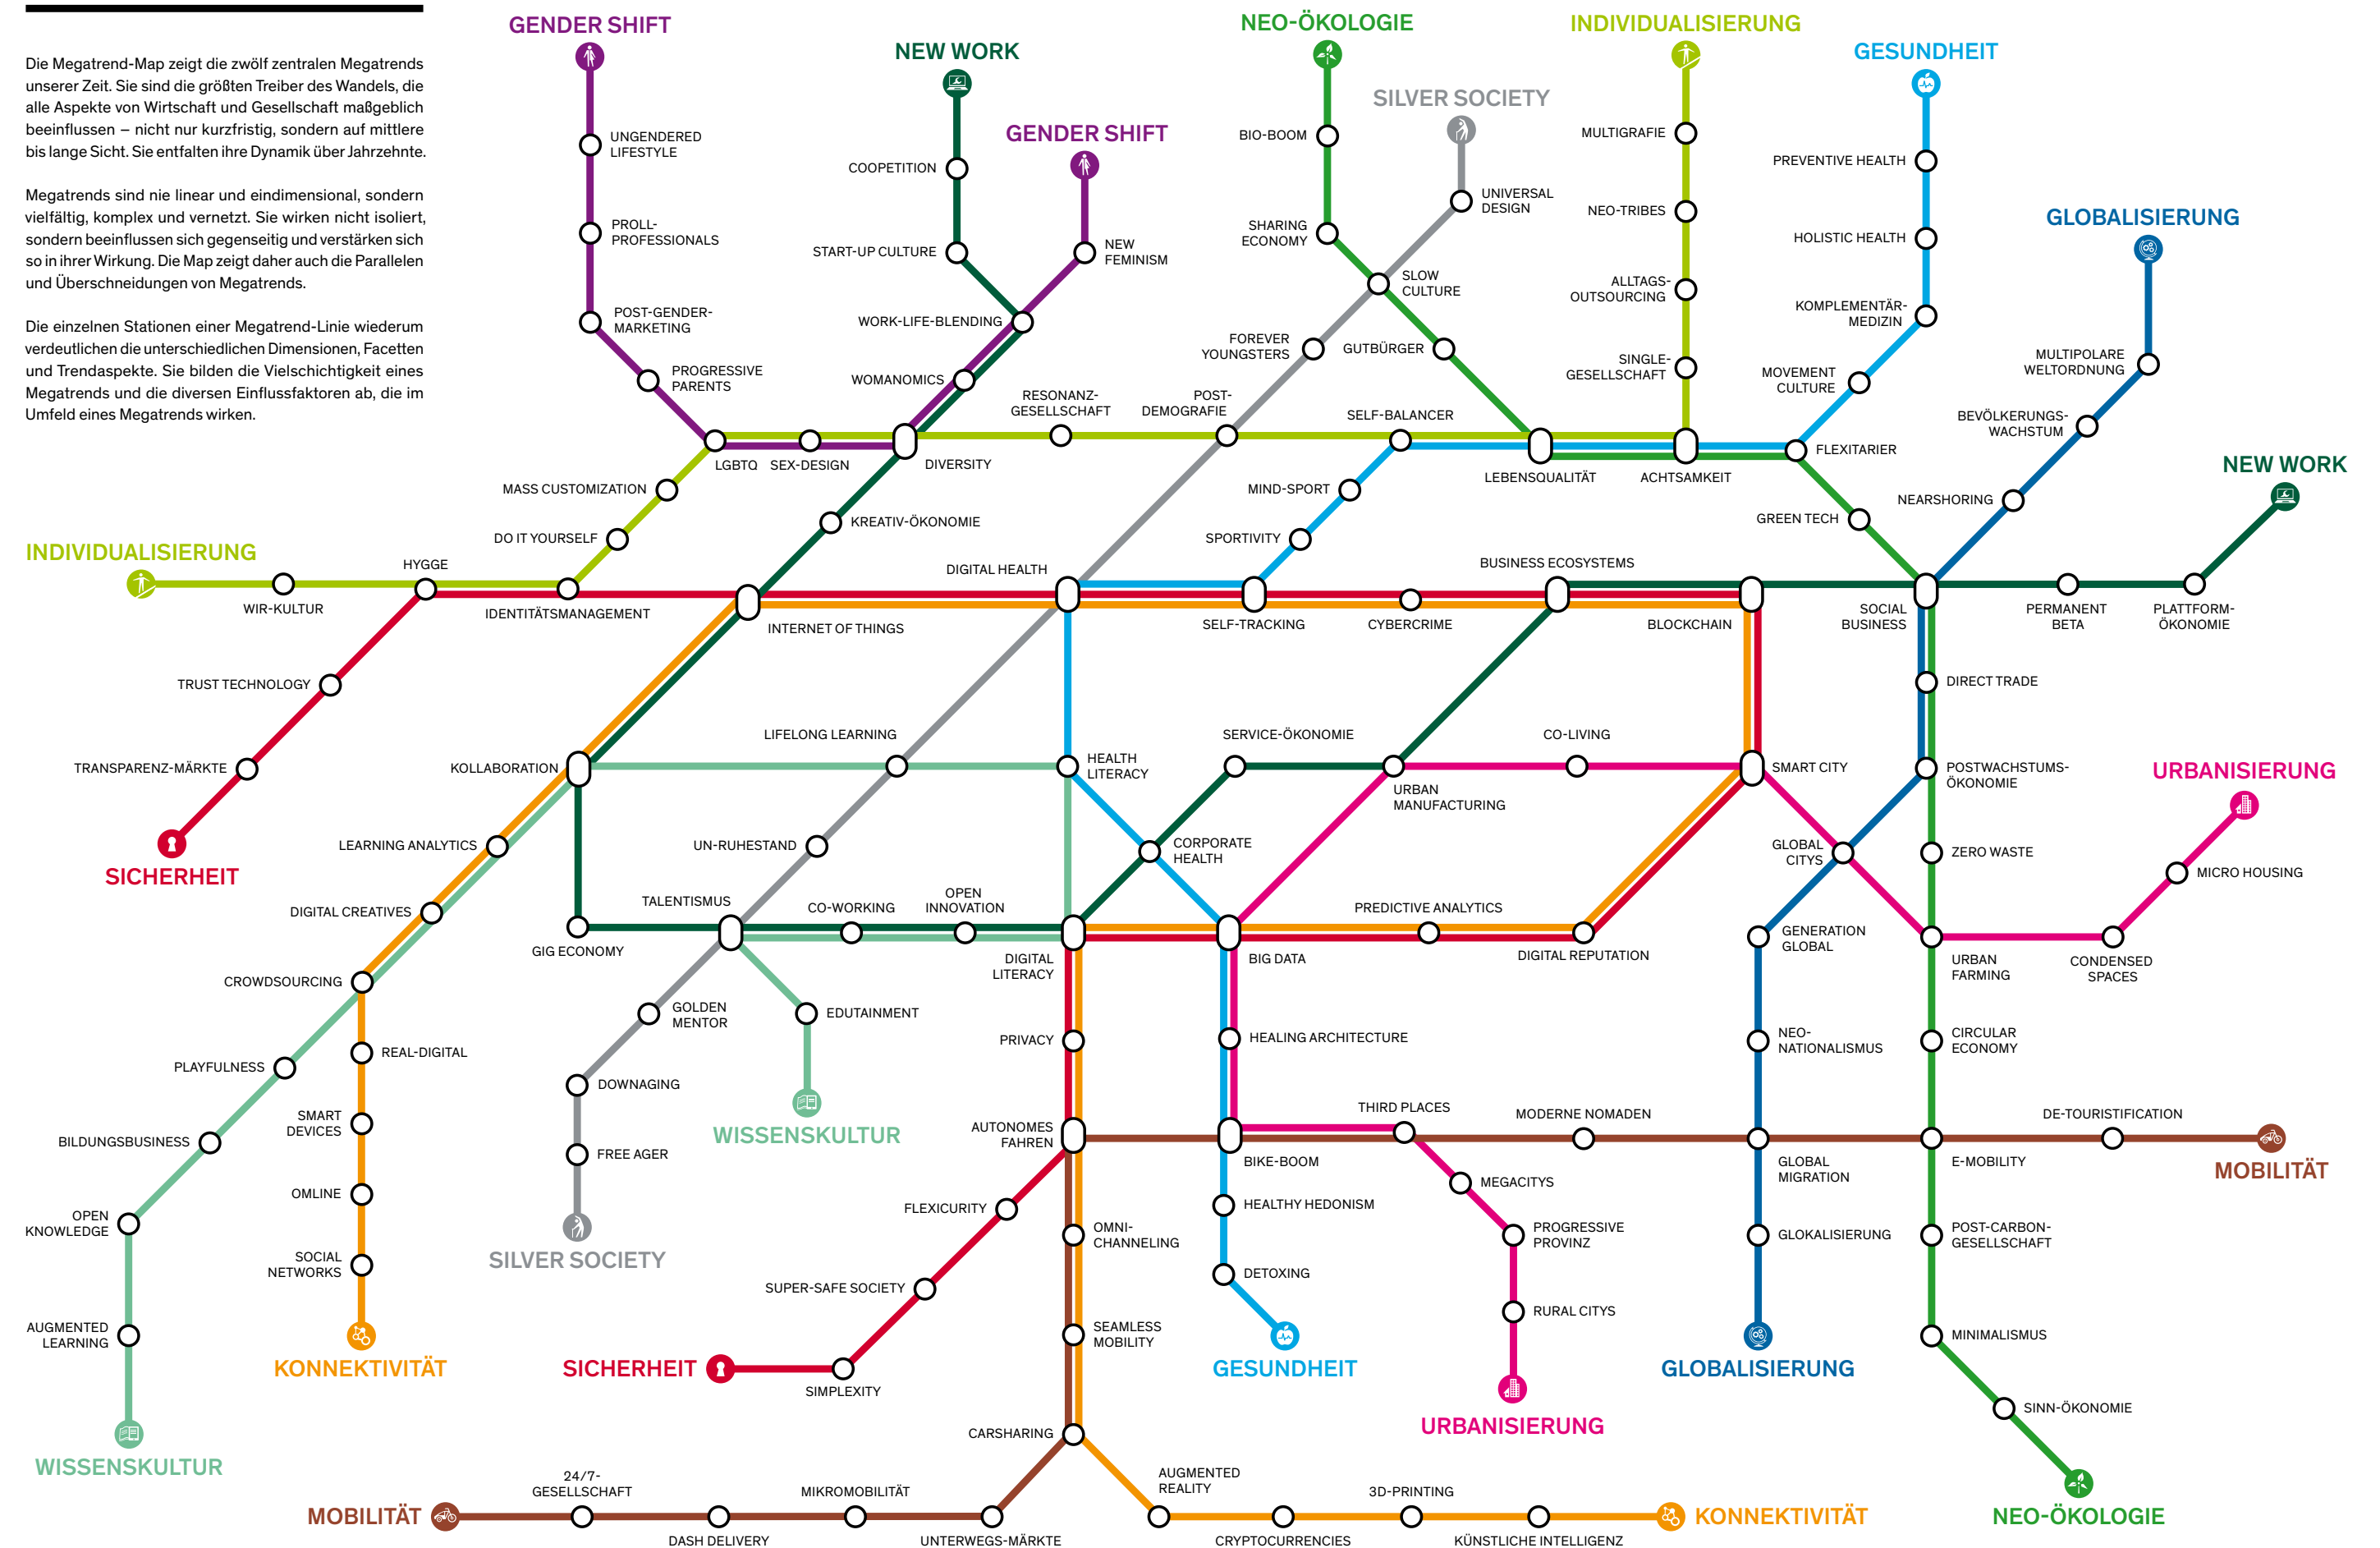 Die Megatrend-Map zeigt die zwölf zentralen Megatrends
unserer Zeit. Sie sind die größten Treiber des Wandels, die
alle Aspekte von Wirtschaft und Gesellschaft maßgeblich
beeinflussen – nicht nur kurzfristig, sondern auf mittlere
bis lange Sicht. Sie entfalten ihre Dynamik über Jahrzehnte.
Megatrends sind nie linear und eindimensional, sondern
vielfältig, komplex und vernetzt. Sie wirken nicht isoliert,
sondern beeinflussen sich gegenseitig und verstärken sich
so in ihrer Wirkung. Die Map zeigt daher auch die Parallelen
und Überschneidungen von Megatrends.
Die einzelnen Stationen einer Megatrend-Linie wiederum
verdeutlichen die unterschiedlichen Dimensionen, Facetten
und Trendaspekte. Sie bilden die Vielschichtigkeit eines
Megatrends und die diversen Einflussfaktoren ab, die im
Umfeld eines Megatrends wirken.
GENDER SHIFT
UNGENDERED
LIFESTYLE
PROLL-
PROFESSIONALS
POST-GENDER-
MARKETING
PROGRESSIVE
PARENTS
NEW WORK
COOPETITION
START-UP CULTURE
WORK-LIFE-BLENDING
WOMANOMICS
GENDER SHIFT
NEW
FEMINISM
NEO-ÖKOLOGIE
BIO-BOOM
SHARING
ECONOMY
SILVER SOCIETY
UNIVERSAL
DESIGN
SLOW
CULTURE
FOREVER
YOUNGSTERS
GUTBÜRGER
INDIVIDUALISIERUNG
MULTIGRAFIE
NEO-TRIBES
ALLTAGS-
OUTSOURCING
SINGLE-
GESELLSCHAFT
GESUNDHEIT
PREVENTIVE HEALTH
HOLISTIC HEALTH
KOMPLEMENTÄR-
MEDIZIN
MOVEMENT
CULTURE
GLOBALISIERUNG
MULTIPOLARE
WELTORDNUNG
BEVÖLKERUNGS-
WACHSTUM
NEARSHORING
NEW WORK
LGBTQ
SEX-DESIGN
DIVERSITY
RESONANZ-
GESELLSCHAFT
POST-
DEMOGRAFIE
SELF-BALANCER
LEBENSQUALITÄT
ACHTSAMKEIT
FLEXITARIER
GREEN TECH
MASS CUSTOMIZATION
DO IT YOURSELF
KREATIV-ÖKONOMIE
MIND-SPORT
SPORTIVITY
INDIVIDUALISIERUNG
WIR-KULTUR
HYGGE
IDENTITÄTSMANAGEMENT
INTERNET OF THINGS
DIGITAL HEALTH
SELF-TRACKING
CYBERCRIME
BUSINESS ECOSYSTEMS
BLOCKCHAIN
SOCIAL
BUSINESS
PERMANENT
BETA
PLATTFORM-
ÖKONOMIE
TRUST TECHNOLOGY
TRANSPARENZ-MÄRKTE
SICHERHEIT
DIRECT TRADE
KOLLABORATION
LIFELONG LEARNING
HEALTH
LITERACY
SERVICE-ÖKONOMIE
URBAN
MANUFACTURING
CO-LIVING
SMART CITY
POSTWACHSTUMS-
ÖKONOMIE
URBANISIERUNG
LEARNING ANALYTICS
UN-RUHESTAND
CORPORATE
HEALTH
GLOBAL
CITYS
ZERO WASTE
MICRO HOUSING
DIGITAL CREATIVES
TALENTISMUS
CO-WORKING
OPEN
INNOVATION
GIG ECONOMY
DIGITAL
LITERACY
BIG DATA
PREDICTIVE ANALYTICS
DIGITAL REPUTATION
GENERATION
GLOBAL
URBAN
FARMING
CONDENSED
SPACES
CROWDSOURCING
GOLDEN
MENTOR
EDUTAINMENT
PRIVACY
HEALING ARCHITECTURE
NEO-
NATIONALISMUS
CIRCULAR
ECONOMY
REAL-DIGITAL
PLAYFULNESS
DOWNAGING
WISSENSKULTUR
SMART
DEVICES
BILDUNGSBUSINESS
FREE AGER
AUTONOMES
FAHREN
BIKE-BOOM
THIRD PLACES
MODERNE NOMADEN
GLOBAL
MIGRATION
E-MOBILITY
DE-TOURISTIFICATION
MOBILITÄT
OMLINE
OPEN
KNOWLEDGE
SILVER SOCIETY
FLEXICURITY
OMNI-
CHANNELING
HEALTHY HEDONISM
MEGACITYS
PROGRESSIVE
PROVINZ
GLOKALISIERUNG
POST-CARBON-
GESELLSCHAFT
SOCIAL
NETWORKS
SUPER-SAFE SOCIETY
DETOXING
RURAL CITYS
AUGMENTED
LEARNING
KONNEKTIVITÄT
SICHERHEIT
SIMPLEXITY
SEAMLESS
MOBILITY
GESUNDHEIT
URBANISIERUNG
GLOBALISIERUNG
MINIMALISMUS
SINN-ÖKONOMIE
NEO-ÖKOLOGIE
WISSENSKULTUR
CARSHARING
MOBILITÄT
24/7-
GESELLSCHAFT
DASH DELIVERY
MIKROMOBILITÄT
UNTERWEGS-MÄRKTE
AUGMENTED
REALITY
CRYPTOCURRENCIES
3D-PRINTING
KÜNSTLICHE INTELLIGENZ
KONNEKTIVITÄT